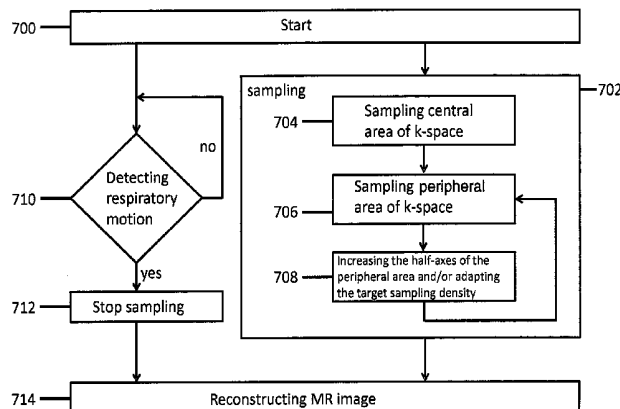 700
Start
sampling
702
704
Sampling central
area of k-space
no
710
Detecting
respiratory
motion
706
Sampling peripheral
area of k-space
yes
708
Increasing the half-axes of the
peripheral area and/or adapting
the target sampling density
712
Stop sampling
714
Reconstructing MR image